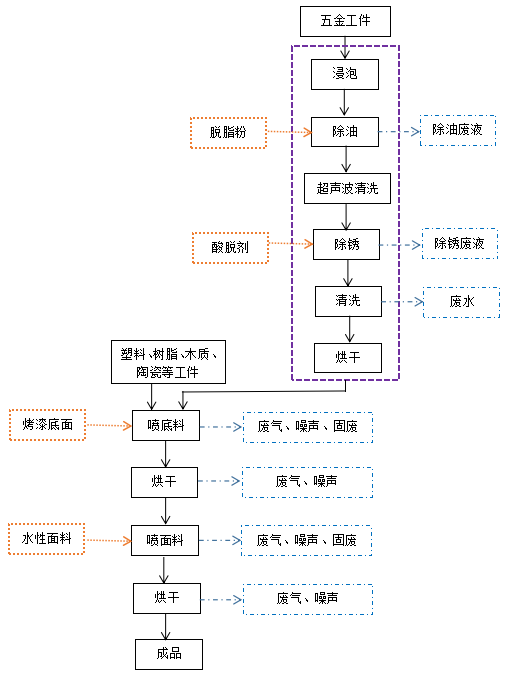 五金工件
浸泡
脱脂粉
除油
除油废液
超声波清洗
酸脱剂
除锈
除锈废液
清洗
废水
烘干
塑料、树脂、木质、
陶瓷等工件
烤漆底面
喷底料
废气、噪声、固废
烘干
废气、噪声
水性面料
喷面料
废气、噪声、固废
烘干
废气、噪声
成品